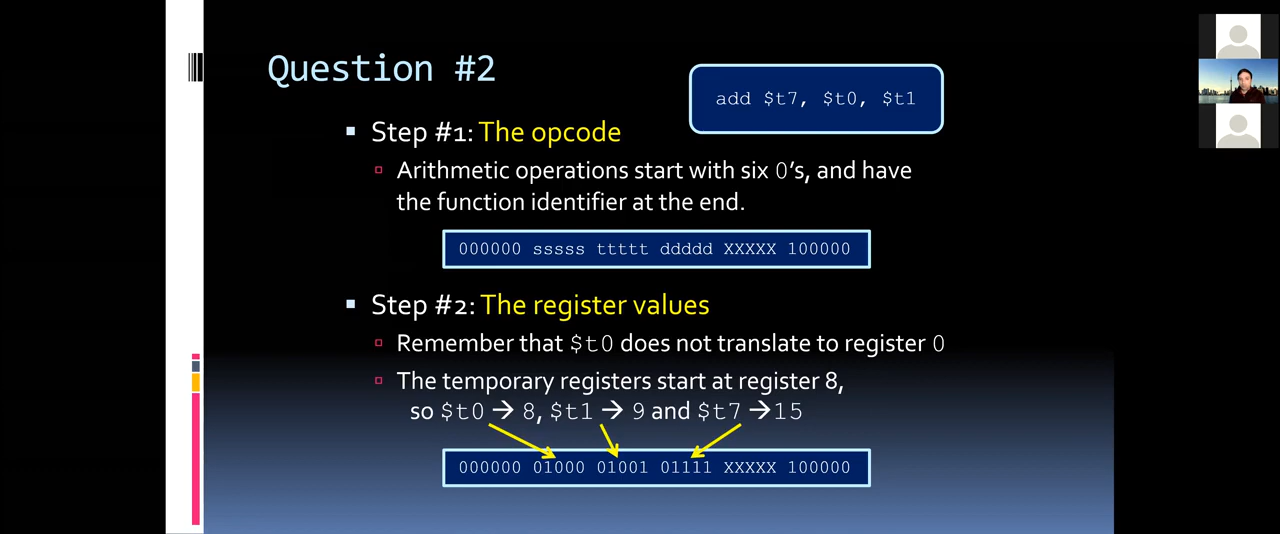 Question #2
add $t7, $t0, $t1
Step #1: The opcode
Arithmetic operations start with six 0's, and have
the function identifier at the end.
000000 sssss ttttt ddddd XXXXX 100000
Step #2: The register values
Remember that $t0 does not translate to register 0
The temporary registers start at register 8,
so $t0 → 8, $t1 → 9 and $t7 →15
000000 01000 01001 01111 XXXXX 100000